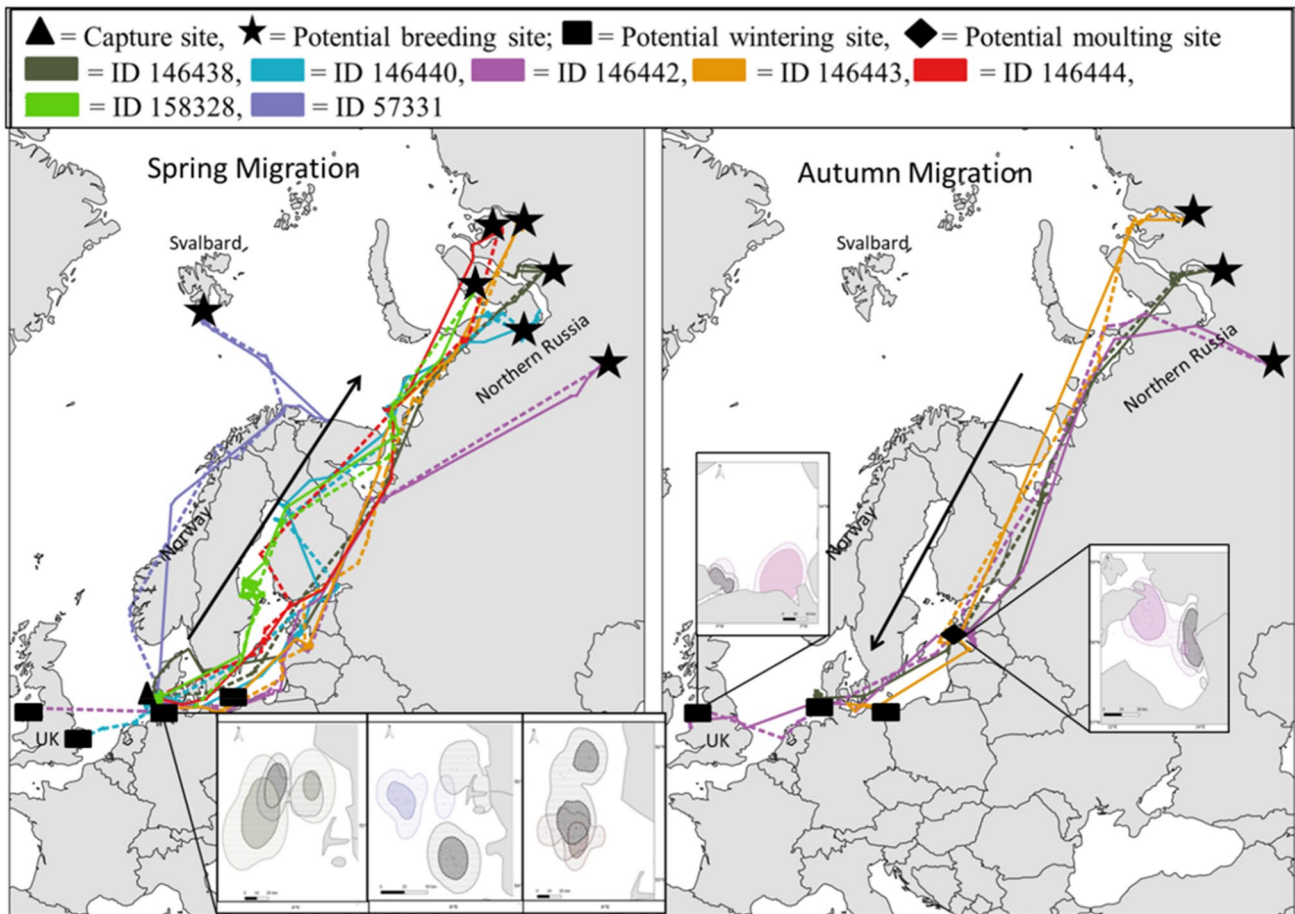 = Capture site, = Potential breeding site; = Potential wintering site, = Potential moulting site
= ID 146438, = ID 146440, = ID 146442, = ID 146443, = ID 146444,
= ID 158328, = ID 57331
Spring Migration
Autumn Migration
Svalbard
Svalbard
Northern Russia
Northern Russia
Norway
Norway
UK
UK